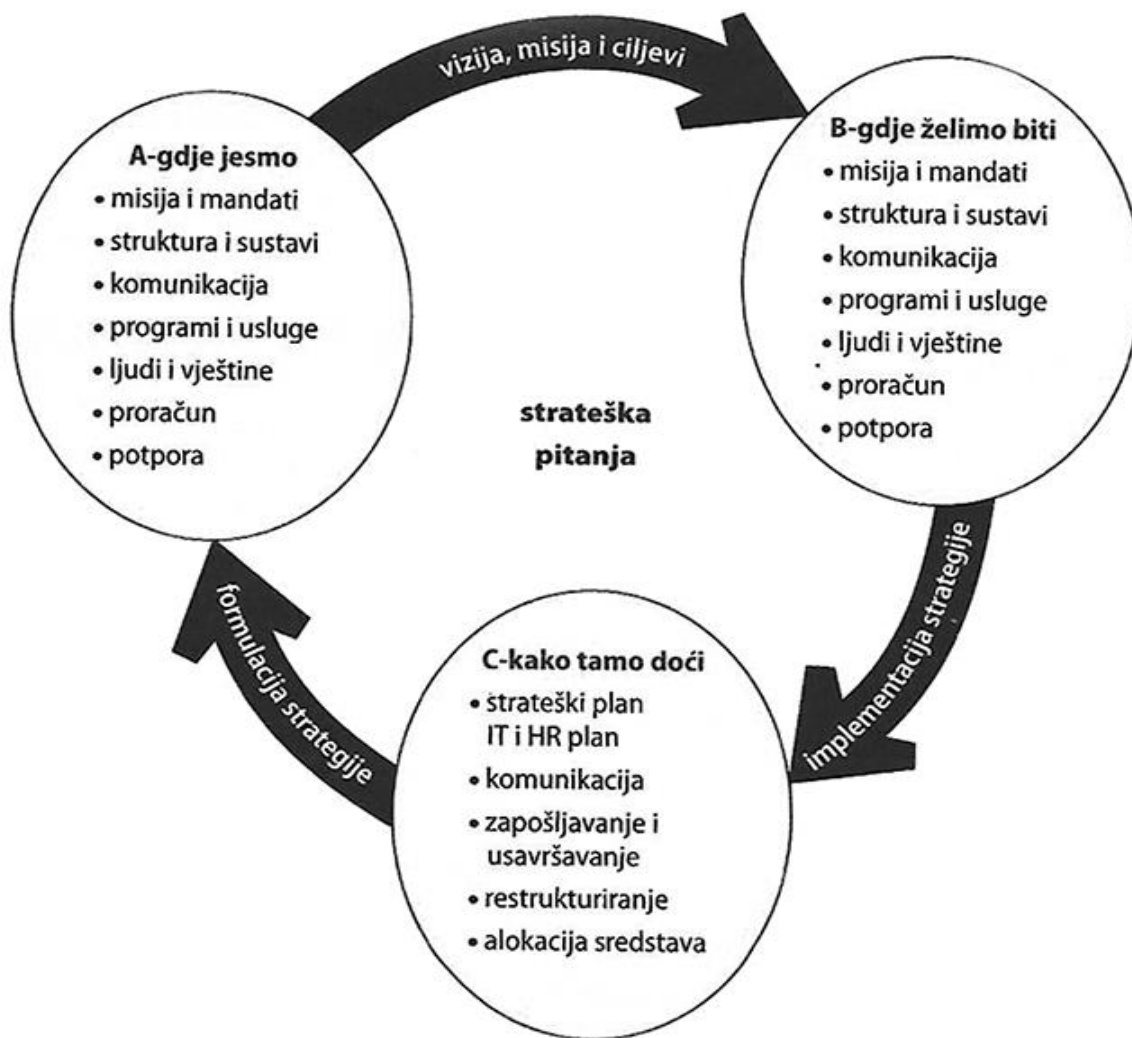 vizija, misija i ciljevi
A-gdje jesmo
• misija i mandati
• struktura i sustavi
• komunikacija
• programi i usluge
• ljudi i vještine
• proračun
• potpora
B-gdje želimo biti
• misija i mandati
• struktura i sustavi
• komunikacija
• programi i usluge
• ljudi i vještine
• proračun
• potpora
strateška
pitanja
implementacija strategije
C-kako tamo doći
• strateški plan
IT i HR plan
• komunikacija
• zapošljavanje i
usavršavanje
• restrukturiranje
• alokacija sredstava
formulacija strategije